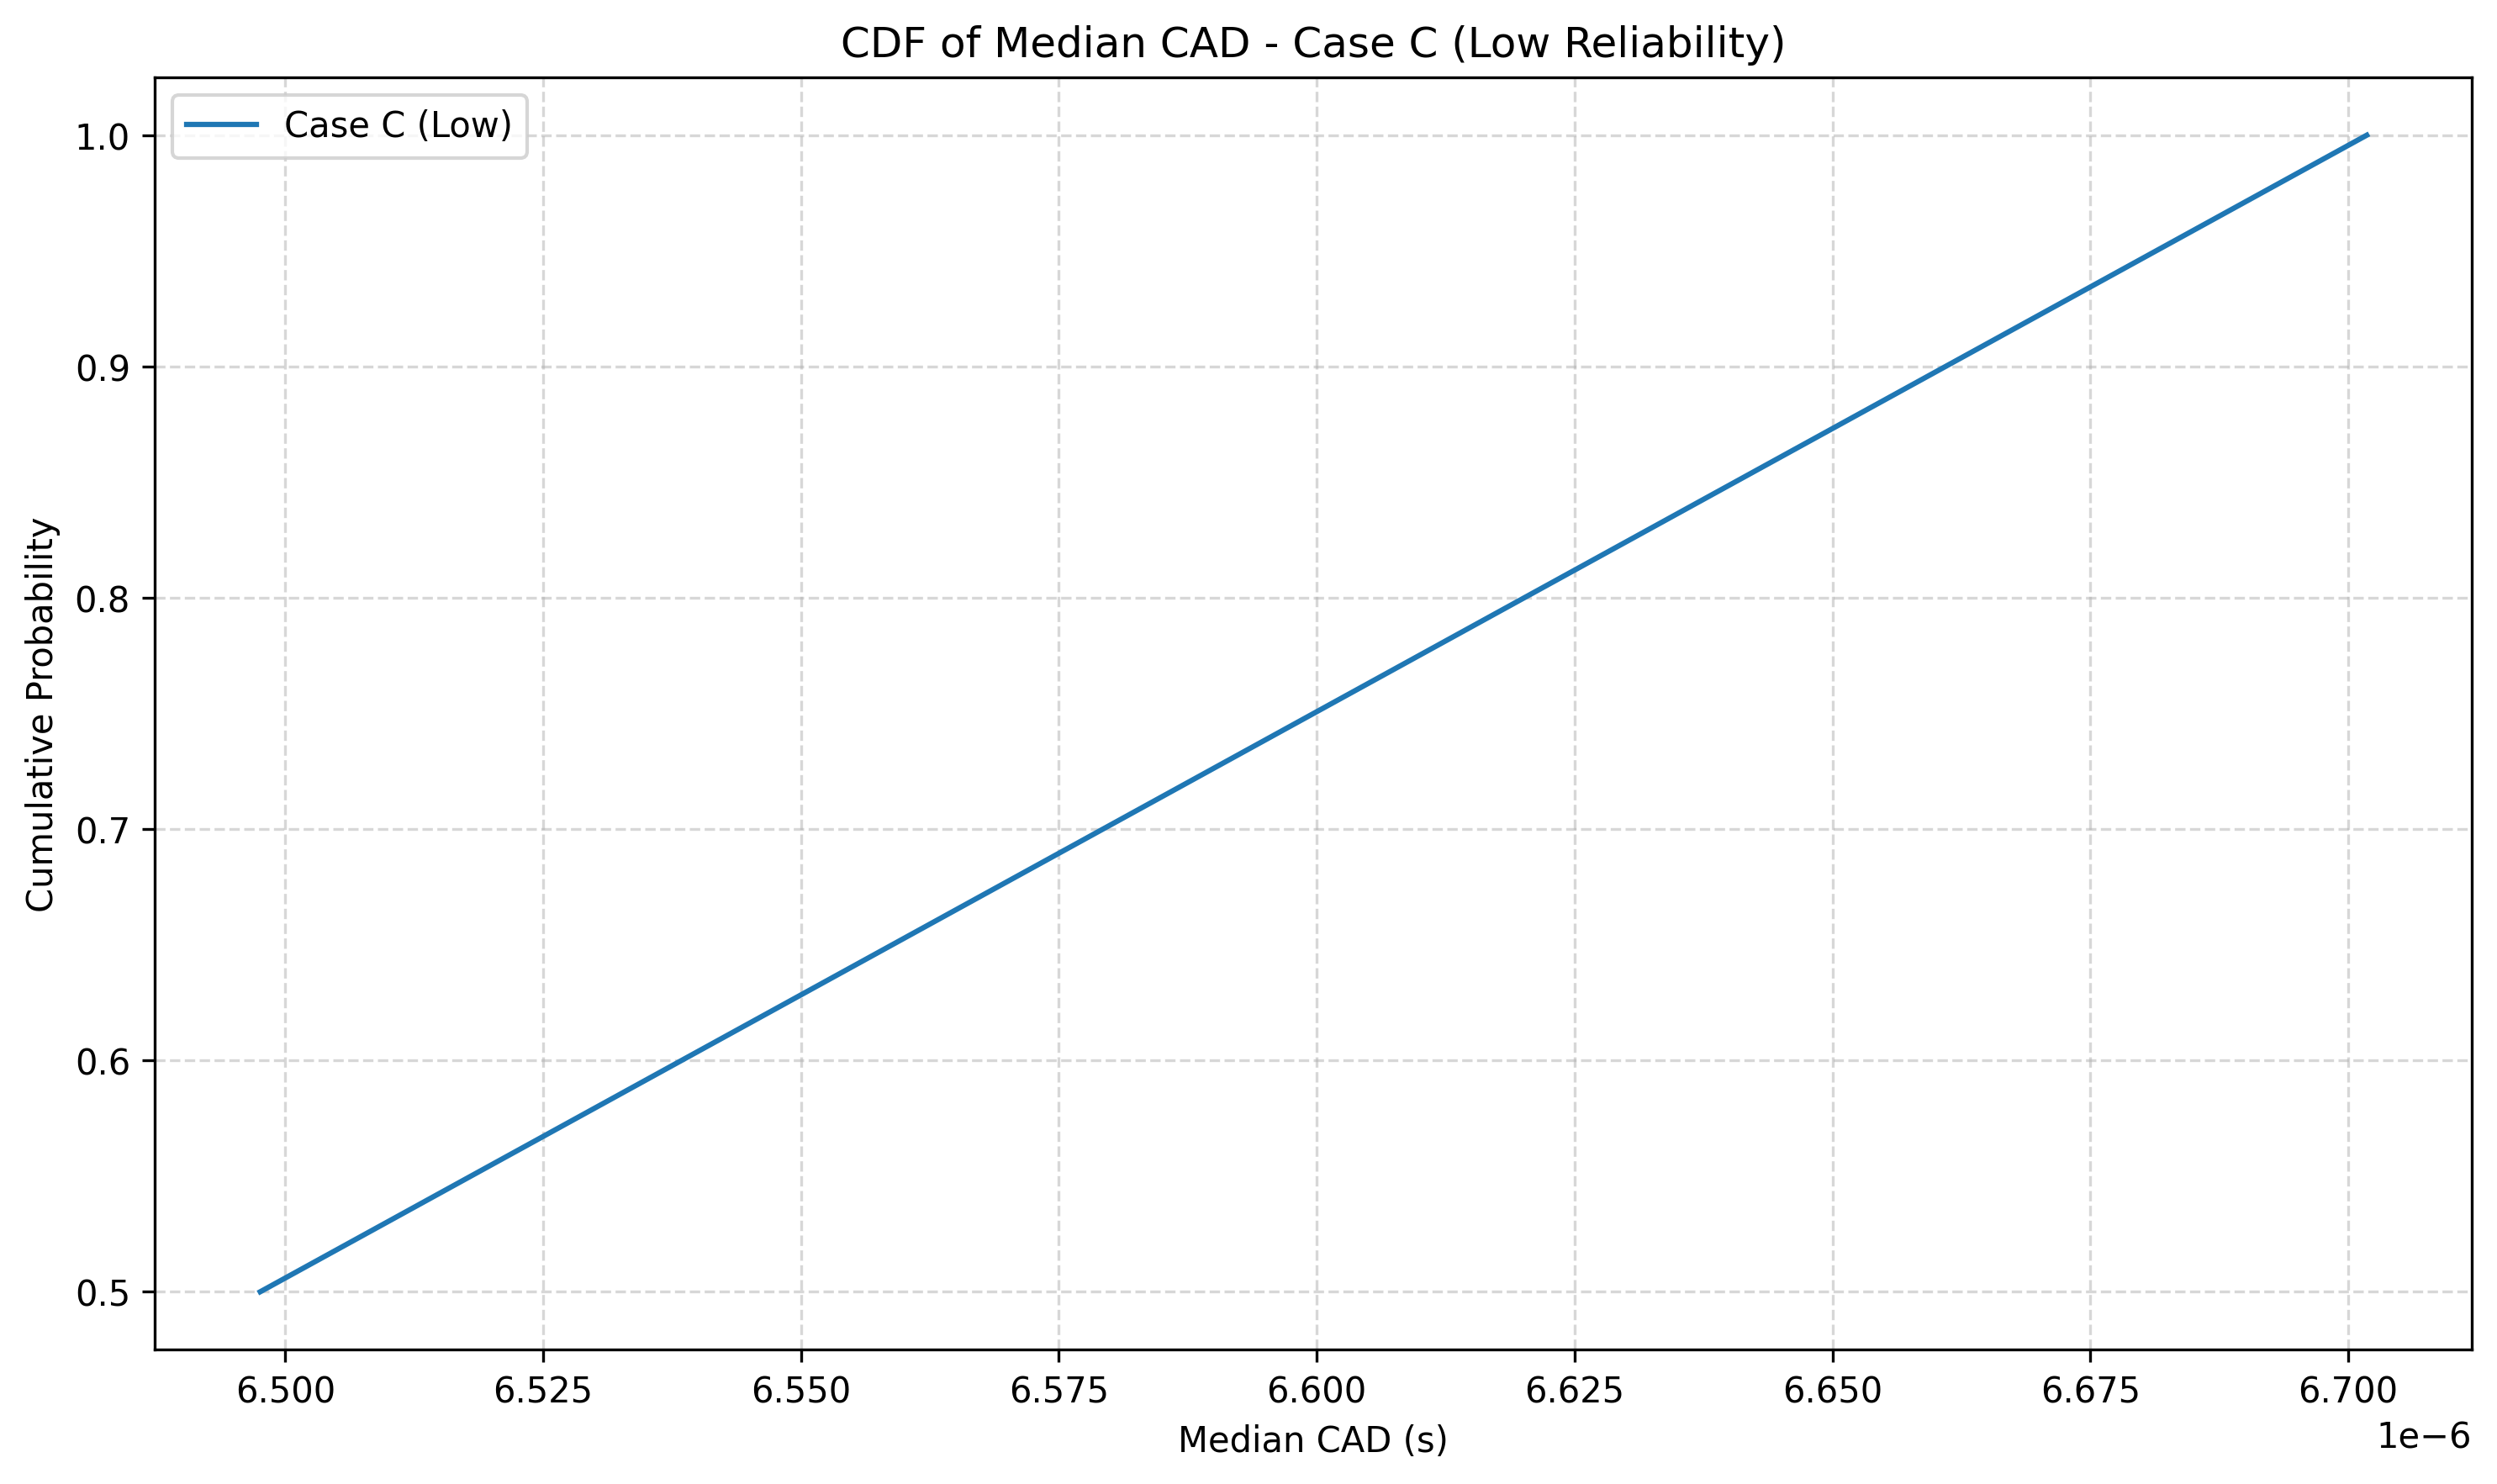 CDF of Median CAD - Case C (Low Reliability)
Case C (Low)
Cumulative Probability
1.0
0.9
0.8
0.7
0.6
0.5
6.500 6.525 6.550 6.575 6.600 6.625 6.650 6.675 6.700
Median CAD (s)
1e−6